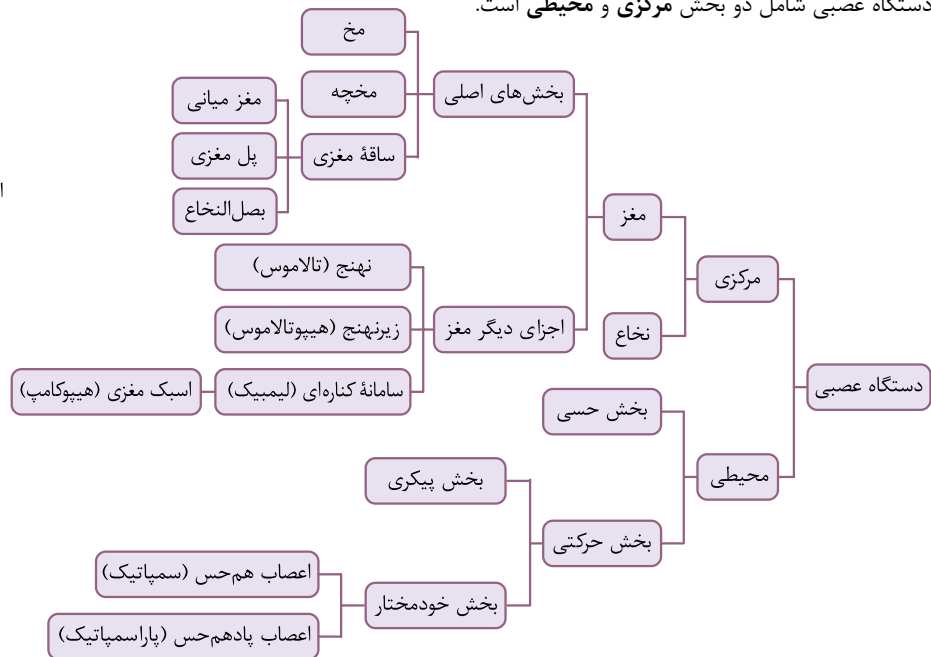 دستگاه عصبی شامل دو بخش مرکزی و محیطی است.
دستگاه عصبی
مرکزی
مغز
بخش‌های اصلی
مخ
مخچه
ساقهٔ مغزی
مغز میانی
پل مغزی
بصل‌النخاع
اجزای دیگر مغز
نهنج (تالاموس)
زیرنهنج (هیپوتالاموس)
سامانهٔ کناره‌ای (لیمبیک)
اسبک مغزی (هیپوکامپ)
نخاع
محیطی
بخش حسی
بخش حرکتی
بخش پیکری
بخش خودمختار
اعصاب هم‌حس (سمپاتیک)
اعصاب پادهم‌حس (پاراسمپاتیک)